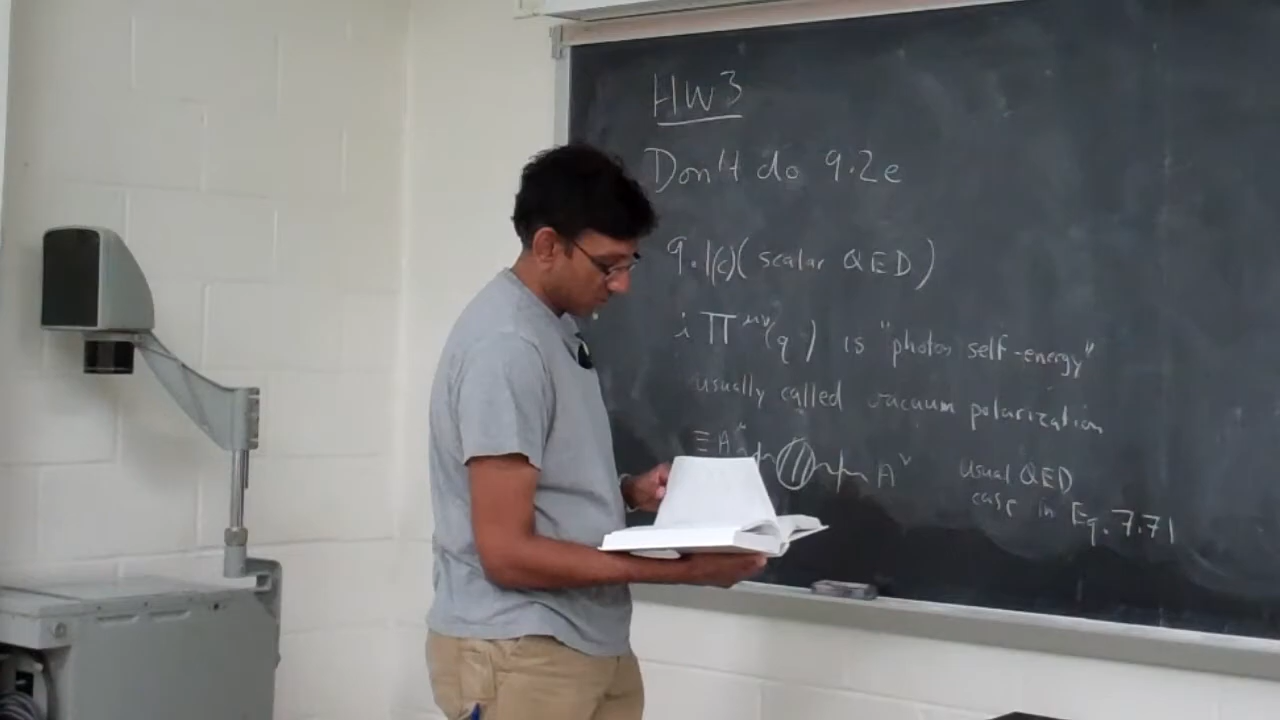 HW3
Don't do 9.2e
9.1(c) (scalar QED)
i Π^μν(q) is "photon self-energy"
usually called vacuum polarization
≡ A^μ A^ν
usual QED
case in Eq. 7.71